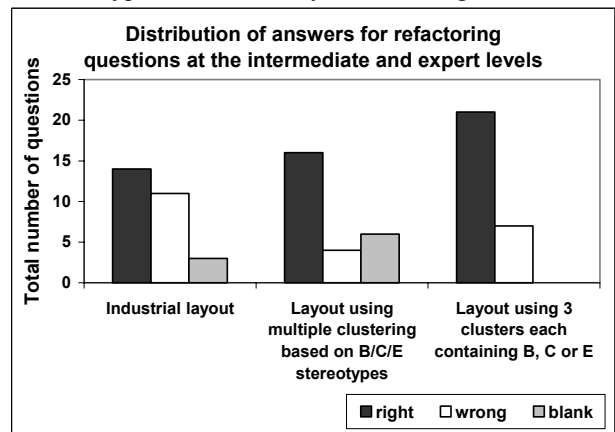 Distribution of answers for refactoring
questions at the intermediate and expert levels
Total number of questions
25
20
15
10
5
0
Industrial layout
Layout using
multiple clustering
based on B/C/E
stereotypes
Layout using 3
clusters each
containing B, C or E
right
wrong
blank